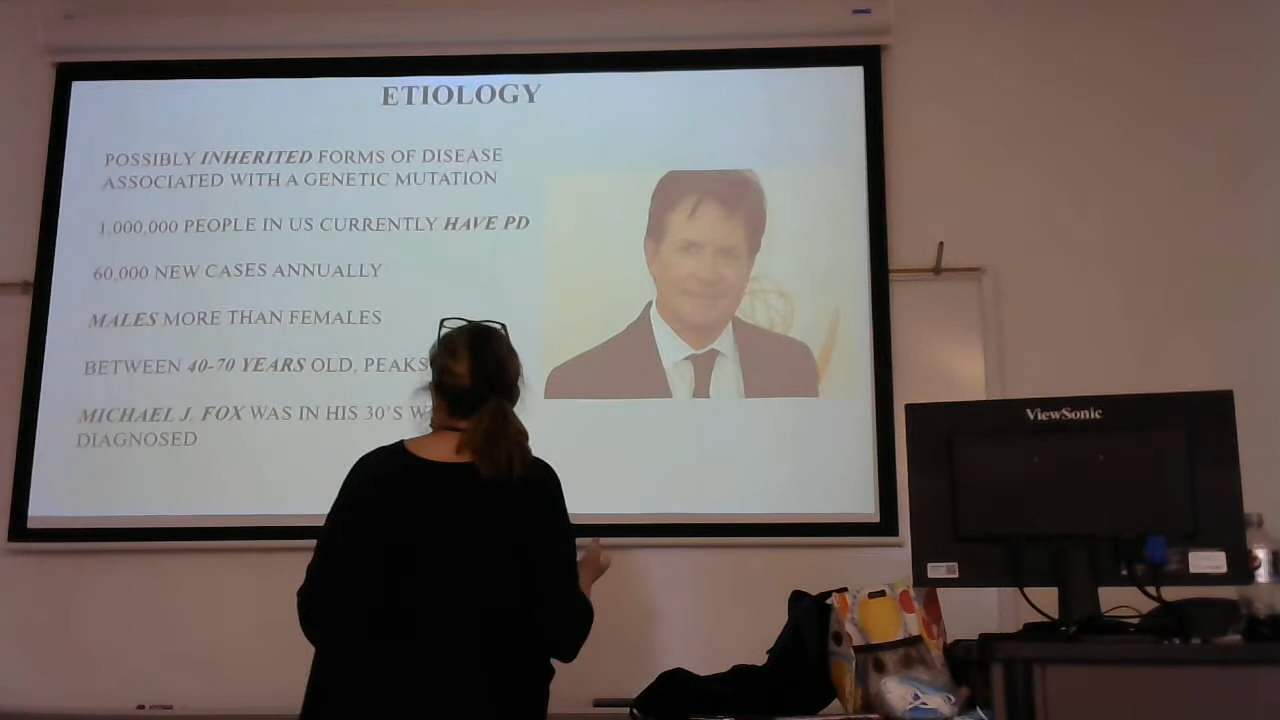 ETIOLOGY
POSSIBLY INHERITED FORMS OF DISEASE
ASSOCIATED WITH A GENETIC MUTATION
1,000,000 PEOPLE IN US CURRENTLY HAVE PD
60,000 NEW CASES ANNUALLY
MALES MORE THAN FEMALES
BETWEEN 40-70 YEARS OLD, PEAKS
MICHAEL J. FOX WAS IN HIS 30'S
DIAGNOSED
ViewSonic